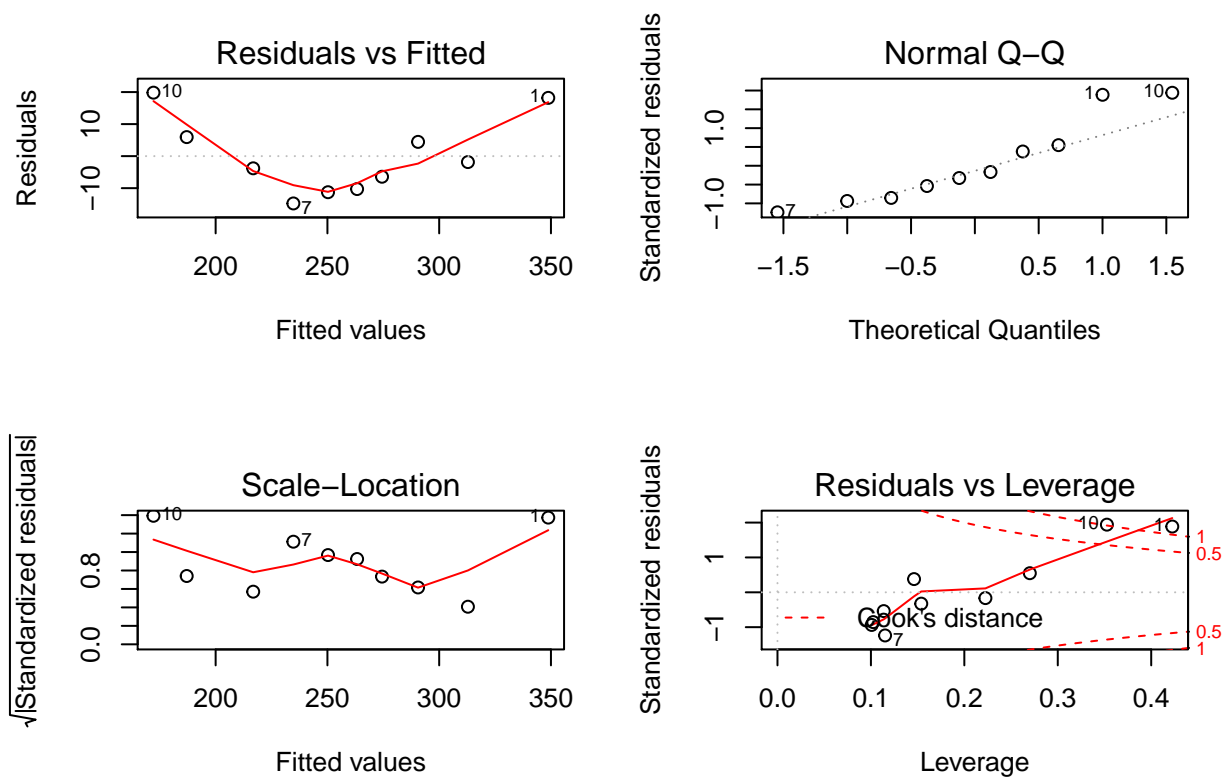 Residuals vs Fitted
Residuals
10
−10
10
7
1
200 250 300 350
Fitted values
Normal Q−Q
Standardized residuals
1.0
−1.0
7
1
10
−1.5 −0.5 0.5 1.0 1.5
Theoretical Quantiles
Scale−Location
√|Standardized residuals|
0.8
0.0
10
7
1
200 250 300 350
Fitted values
Residuals vs Leverage
Standardized residuals
1
−1
10
1
7
Cook's distance
1
0.5
0.5
1
0.0 0.1 0.2 0.3 0.4
Leverage